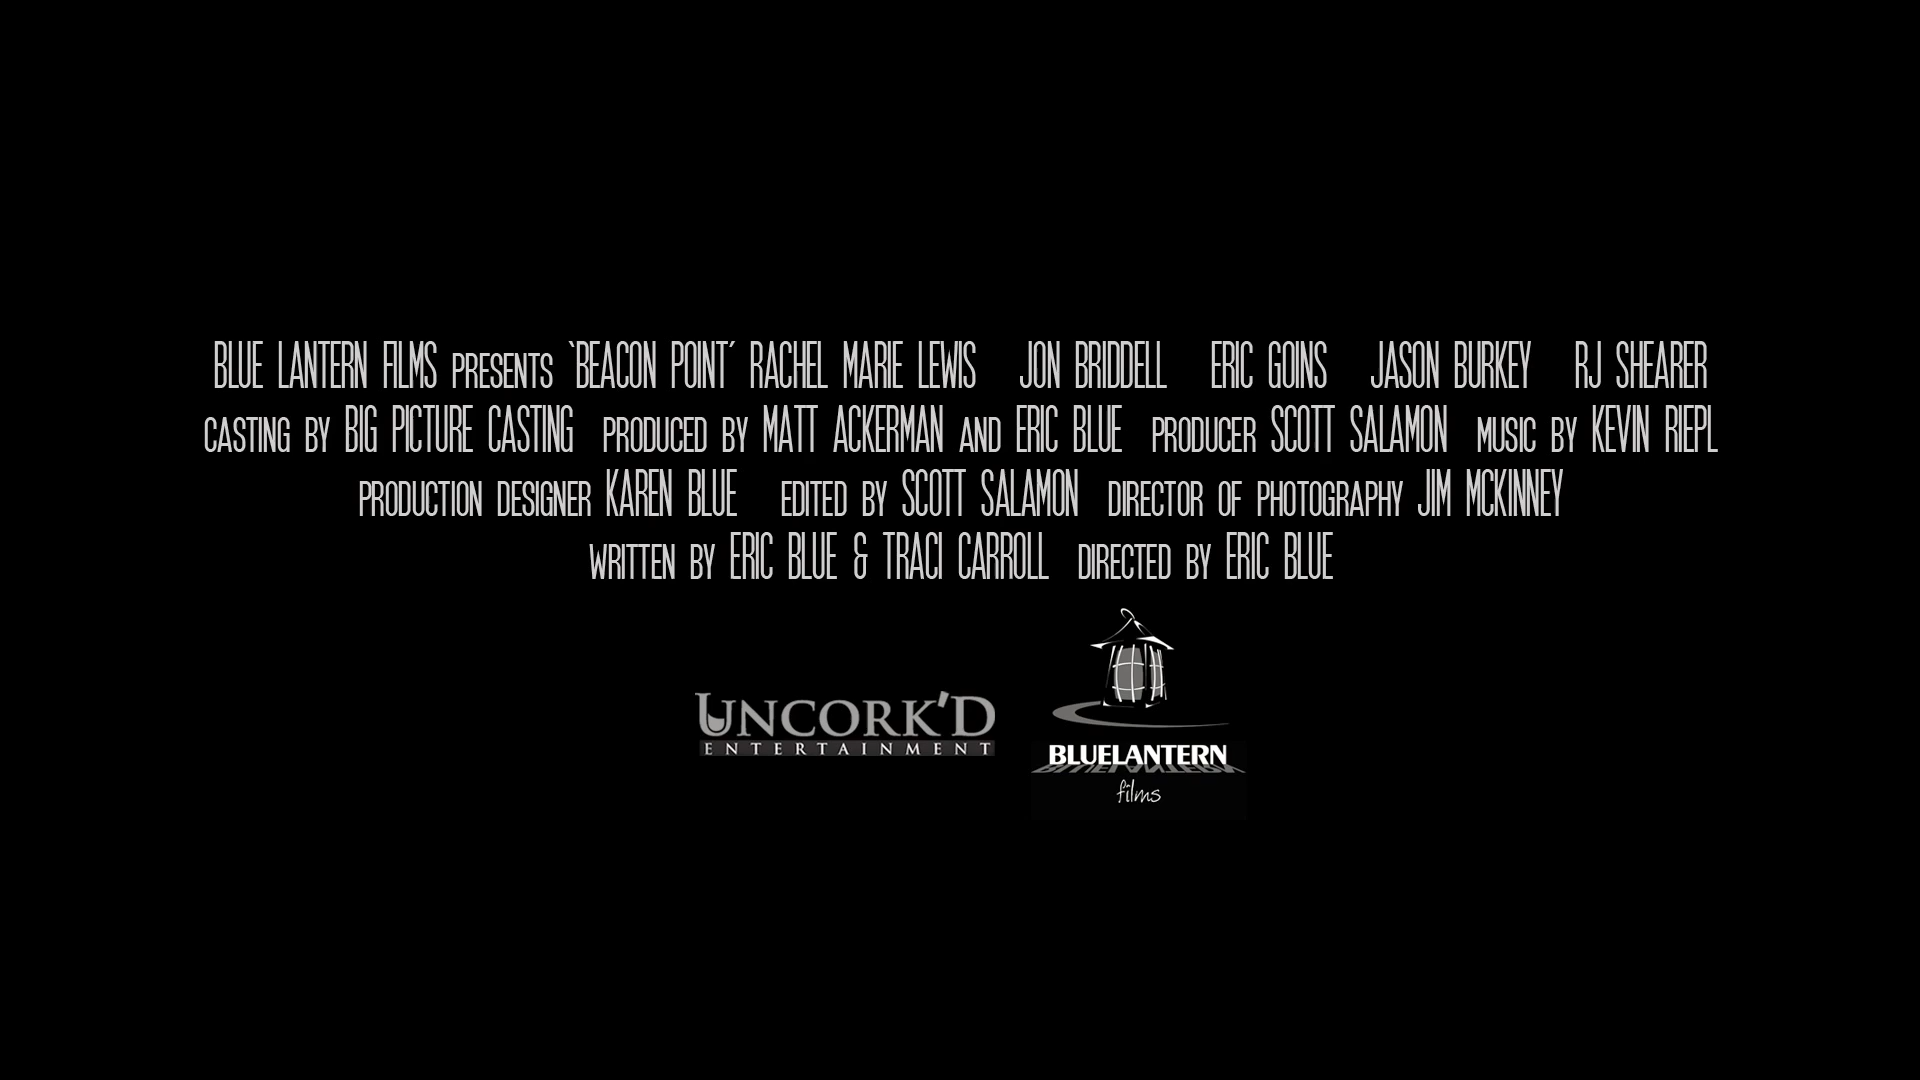 BLUE LANTERN FILMS PRESENTS `BEACON POINT' RACHEL MARIE LEWIS JON BRIDDELL ERIC GOINS JASON BURKEY RJ SHEARER
CASTING BY BIG PICTURE CASTING PRODUCED BY MATT ACKERMAN AND ERIC BLUE PRODUCER SCOTT SALAMON MUSIC BY KEVIN RIEPL
PRODUCTION DESIGNER KAREN BLUE EDITED BY SCOTT SALAMON DIRECTOR OF PHOTOGRAPHY JIM MCKINNEY
WRITTEN BY ERIC BLUE & TRACI CARROLL DIRECTED BY ERIC BLUE
UNCORK'D
ENTERTAINMENT
BLUELANTERN
films